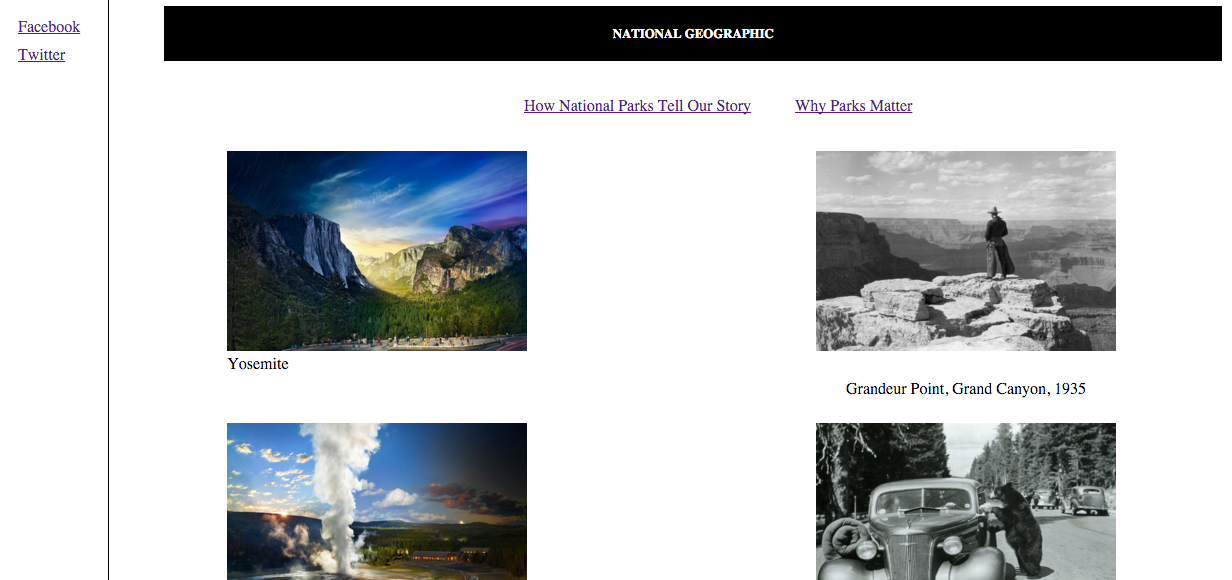 Facebook
Twitter
NATIONAL GEOGRAPHIC
How National Parks Tell Our Story
Why Parks Matter
Yosemite
Grandeur Point, Grand Canyon, 1935